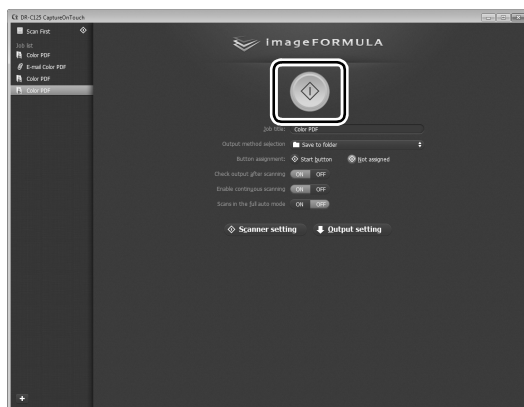 DR-C125 CaptureOnTouch
Scan First
Job list
Color PDF
E-mail Color PDF
Color PDF
Color PDF
imageFORMULA
Job title: Color PDF
Output method selection Save to folder
Button assignment: Start button Not assigned
Check output after scanning ON OFF
Enable continuous scanning ON OFF
Scans in the full auto mode ON OFF
Scanner setting Output setting